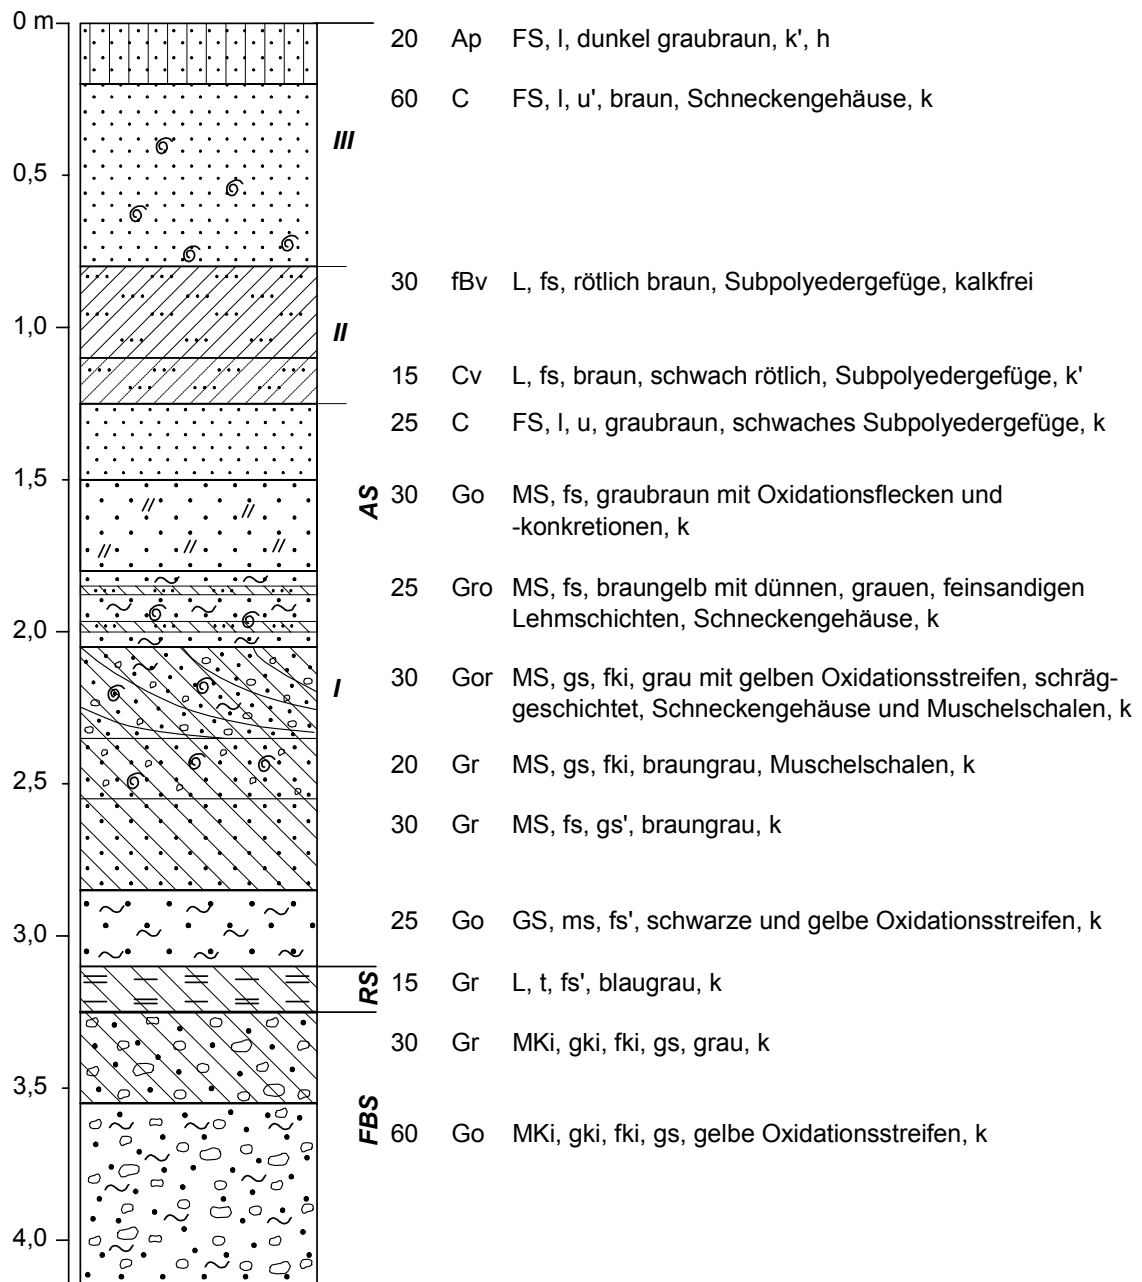 0 m
20 Ap FS, l, dunkel graubraun, k', h
60 C FS, l, u', braun, Schneckengehäuse, k
III
0,5
30 fBv L, fs, rötlich braun, Subpolyedergefüge, kalkfrei
1,0
II
15 Cv L, fs, braun, schwach rötlich, Subpolyedergefüge, k'
25 C FS, l, u, graubraun, schwaches Subpolyedergefüge, k
1,5
AS
30 Go MS, fs, graubraun mit Oxidationsflecken und
-konkretionen, k
25 Gro MS, fs, braungelb mit dünnen, grauen, feinsandigen
Lehmschichten, Schneckengehäuse, k
2,0
I
30 Gor MS, gs, fki, grau mit gelben Oxidationsstreifen, schräg-
geschichtet, Schneckengehäuse und Muschelschalen, k
20 Gr MS, gs, fki, braungrau, Muschelschalen, k
2,5
30 Gr MS, fs, gs', braungrau, k
25 Go GS, ms, fs', schwarze und gelbe Oxidationsstreifen, k
3,0
RS
15 Gr L, t, fs', blaugrau, k
30 Gr MKi, gki, fki, gs, grau, k
3,5
FBS
60 Go MKi, gki, fki, gs, gelbe Oxidationsstreifen, k
4,0